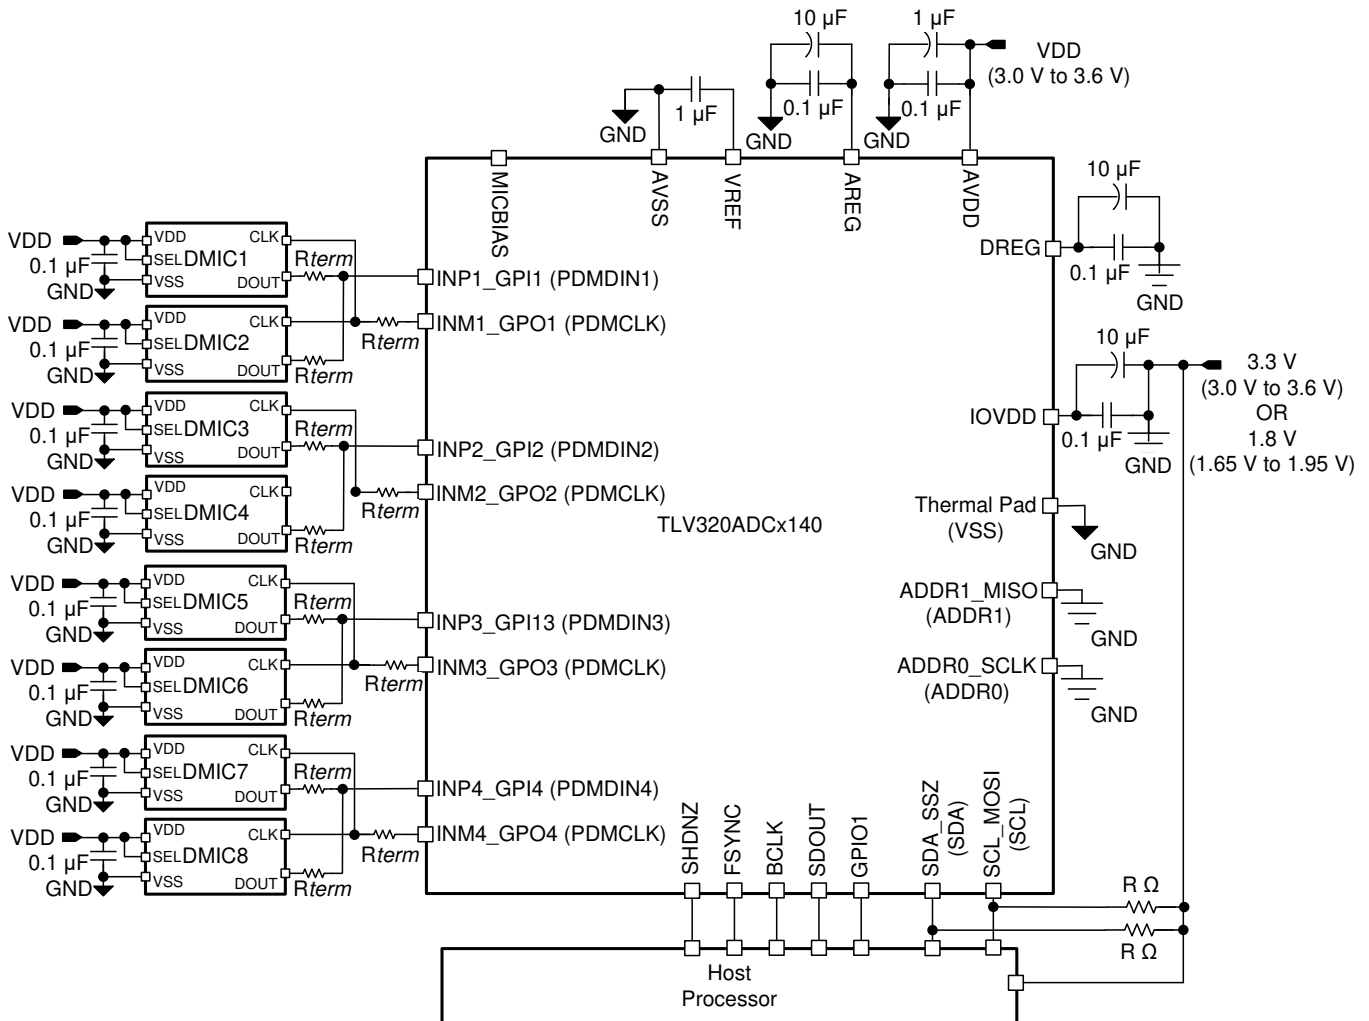 10 µF
1 µF
VDD
(3.0 V to 3.6 V)
0.1 µF
0.1 µF
1 µF
GND
GND
GND
MICBIAS
AVSS
VREF
AREG
AVDD
10 µF
DREG
0.1 µF
GND
10 µF
3.3 V
(3.0 V to 3.6 V)
OR
1.8 V
(1.65 V to 1.95 V)
IOVDD
0.1 µF
GND
Thermal Pad
(VSS)
GND
ADDR1_MISO
(ADDR1)
GND
ADDR0_SCLK
(ADDR0)
GND
TLV320ADCx140
VDD
0.1 µF
GND
VDD
SEL
VSS
DMIC1
CLK
DOUT
Rterm
INP1_GPI1 (PDMDIN1)
VDD
0.1 µF
GND
VDD
SEL
VSS
DMIC2
CLK
DOUT
Rterm
Rterm
INM1_GPO1 (PDMCLK)
VDD
0.1 µF
GND
VDD
SEL
VSS
DMIC3
CLK
DOUT
Rterm
INP2_GPI2 (PDMDIN2)
VDD
0.1 µF
GND
VDD
SEL
VSS
DMIC4
CLK
DOUT
Rterm
Rterm
INM2_GPO2 (PDMCLK)
VDD
0.1 µF
GND
VDD
SEL
VSS
DMIC5
CLK
DOUT
Rterm
INP3_GPI13 (PDMDIN3)
VDD
0.1 µF
GND
VDD
SEL
VSS
DMIC6
CLK
DOUT
Rterm
Rterm
INM3_GPO3 (PDMCLK)
VDD
0.1 µF
GND
VDD
SEL
VSS
DMIC7
CLK
DOUT
Rterm
INP4_GPI4 (PDMDIN4)
VDD
0.1 µF
GND
VDD
SEL
VSS
DMIC8
CLK
DOUT
Rterm
Rterm
INM4_GPO4 (PDMCLK)
SHDNZ
FSYNC
BCLK
SDOUT
GPIO1
SDA_SSZ
(SDA)
SCL_MOSI
(SCL)
R Ω
R Ω
Host
Processor